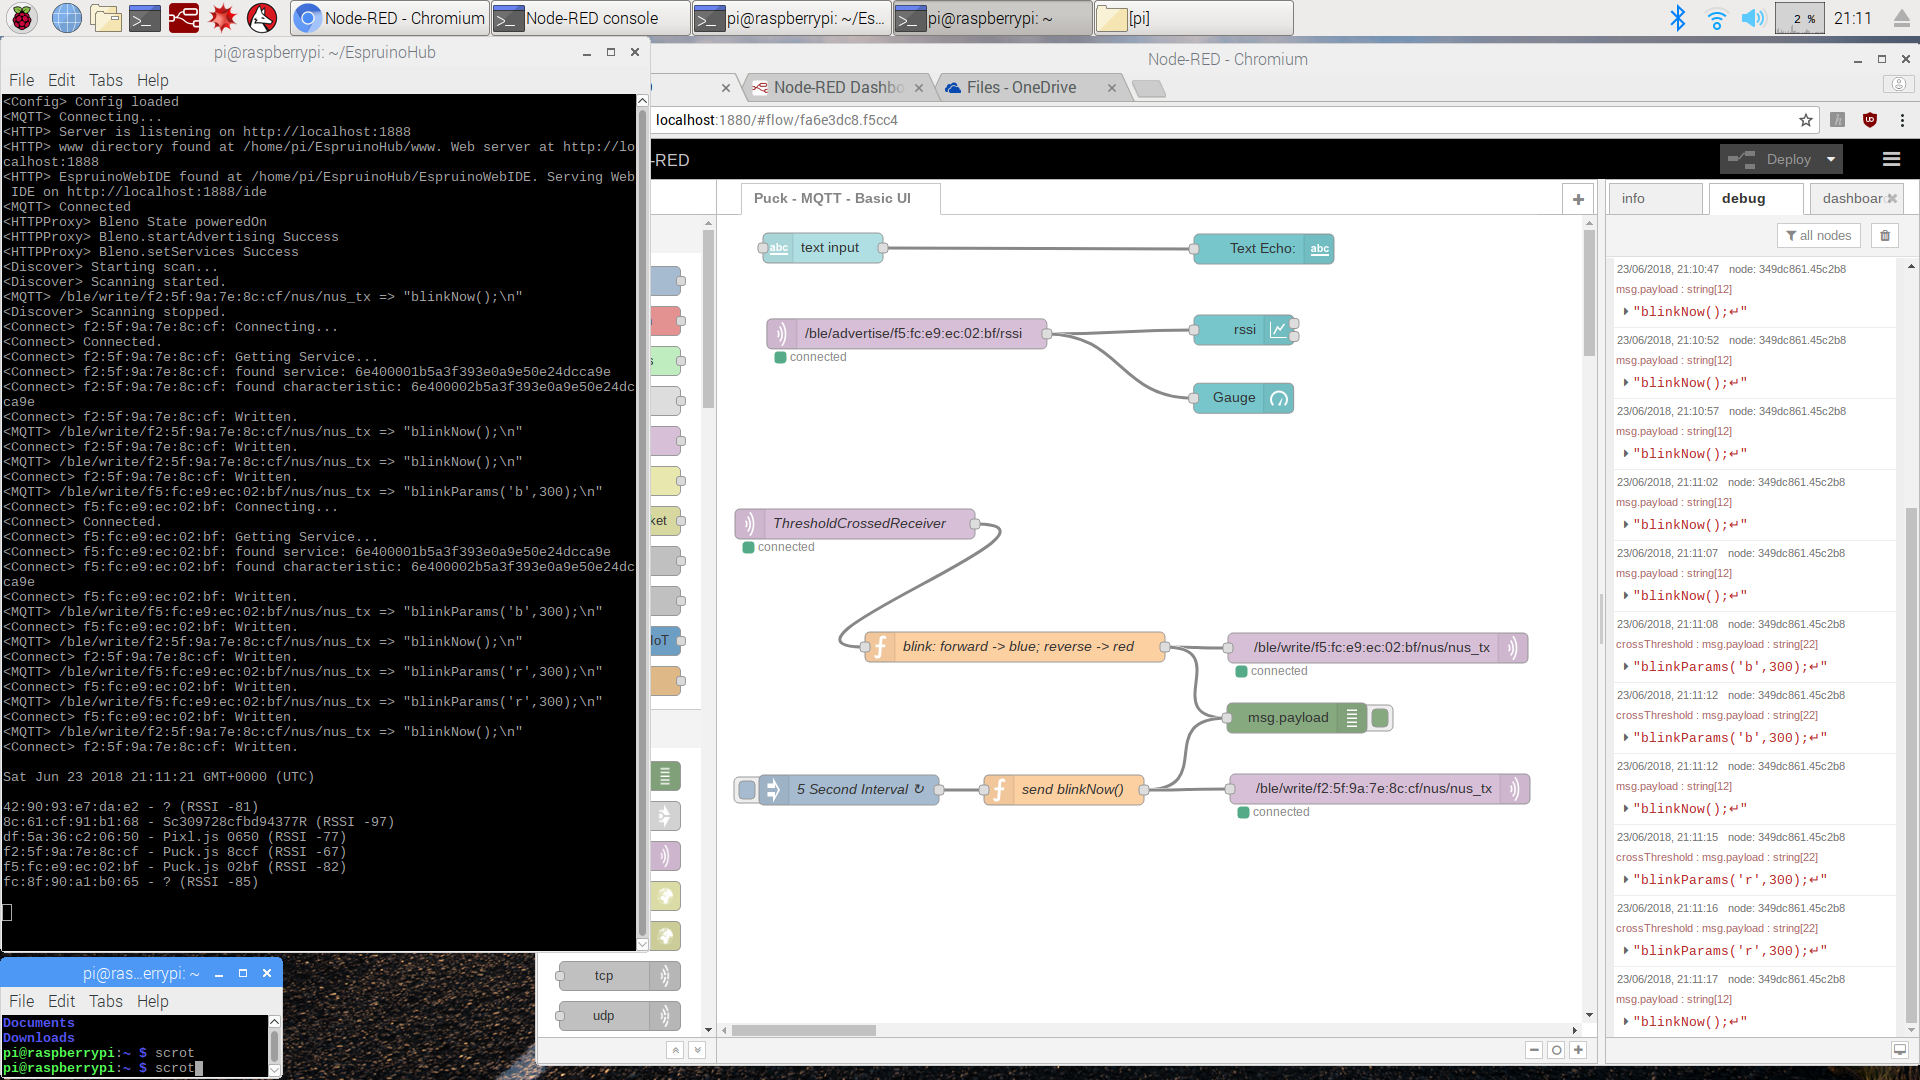 Node-RED - Chromium
Node-RED console
pi@raspberrypi: ~/Es...
pi@raspberrypi: ~
[pi]
2 %
21:11
pi@raspberrypi: ~/EspruinoHub
File Edit Tabs Help
<Config> Config loaded
<MQTT> Connecting...
<HTTP> Server is listening on http://localhost:1888
<HTTP> www directory found at /home/pi/EspruinoHub/www. Web server at http://lo
calhost:1888
<HTTP> EspruinoWebIDE found at /home/pi/EspruinoHub/EspruinoWebIDE. Serving Web
IDE on http://localhost:1888/ide
<MQTT> Connected
<HTTPProxy> Bleno State poweredOn
<HTTPProxy> Bleno.startAdvertising Success
<HTTPProxy> Bleno.setServices Success
<Discover> Starting scan...
<Discover> Scanning started.
<MQTT> /ble/write/f2:5f:9a:7e:8c:cf/nus/nus_tx => "blinkNow();\n"
<Discover> Scanning stopped.
<Connect> f2:5f:9a:7e:8c:cf: Connecting...
<Connect> Connected.
<Connect> f2:5f:9a:7e:8c:cf: Getting Service...
<Connect> f2:5f:9a:7e:8c:cf: found service: 6e400001b5a3f393e0a9e50e24dcca9e
<Connect> f2:5f:9a:7e:8c:cf: found characteristic: 6e400002b5a3f393e0a9e50e24dc
ca9e
<Connect> f2:5f:9a:7e:8c:cf: Written.
<MQTT> /ble/write/f2:5f:9a:7e:8c:cf/nus/nus_tx => "blinkNow();\n"
<Connect> f2:5f:9a:7e:8c:cf: Written.
<MQTT> /ble/write/f2:5f:9a:7e:8c:cf/nus/nus_tx => "blinkNow();\n"
<Connect> f2:5f:9a:7e:8c:cf: Written.
<MQTT> /ble/write/f5:fc:e9:ec:02:bf/nus/nus_tx => "blinkParams('b',300);\n"
<Connect> f5:fc:e9:ec:02:bf: Connecting...
<Connect> Connected.
<Connect> f5:fc:e9:ec:02:bf: Getting Service...
<Connect> f5:fc:e9:ec:02:bf: found service: 6e400001b5a3f393e0a9e50e24dcca9e
<Connect> f5:fc:e9:ec:02:bf: found characteristic: 6e400002b5a3f393e0a9e50e24dc
ca9e
<Connect> f5:fc:e9:ec:02:bf: Written.
<MQTT> /ble/write/f5:fc:e9:ec:02:bf/nus/nus_tx => "blinkParams('b',300);\n"
<Connect> f5:fc:e9:ec:02:bf: Written.
<MQTT> /ble/write/f2:5f:9a:7e:8c:cf/nus/nus_tx => "blinkNow();\n"
<Connect> f2:5f:9a:7e:8c:cf: Written.
<MQTT> /ble/write/f5:fc:e9:ec:02:bf/nus/nus_tx => "blinkParams('r',300);\n"
<Connect> f5:fc:e9:ec:02:bf: Written.
<MQTT> /ble/write/f5:fc:e9:ec:02:bf/nus/nus_tx => "blinkParams('r',300);\n"
<Connect> f5:fc:e9:ec:02:bf: Written.
<MQTT> /ble/write/f2:5f:9a:7e:8c:cf/nus/nus_tx => "blinkNow();\n"
<Connect> f2:5f:9a:7e:8c:cf: Written.
Sat Jun 23 2018 21:11:21 GMT+0000 (UTC)
42:90:93:e7:da:e2 - ? (RSSI -81)
8c:61:cf:91:b1:68 - Sc309728cfbd94377R (RSSI -97)
df:5a:36:c2:06:50 - Pixl.js 0650 (RSSI -77)
f2:5f:9a:7e:8c:cf - Puck.js 8ccf (RSSI -67)
f5:fc:e9:ec:02:bf - Puck.js 02bf (RSSI -82)
fc:8f:90:a1:b0:65 - ? (RSSI -85)
pi@ras...errypi: ~
File Edit Tabs Help
Documents
Downloads
pi@raspberrypi:~ $ scrot
pi@raspberrypi:~ $ scrot
Node-RED - Chromium
Node-RED Dashbo
Files - OneDrive
localhost:1880/#flow/fa6e3dc8.f5cc4
-RED
Deploy
Puck - MQTT - Basic UI
ket
IoT
tcp
udp
abc text input
Text Echo: abc
/ble/advertise/f5:fc:e9:ec:02:bf/rssi
connected
rssi
Gauge
ThresholdCrossedReceiver
connected
blink: forward -> blue; reverse -> red
/ble/write/f5:fc:e9:ec:02:bf/nus/nus_tx
connected
msg.payload
5 Second Interval ↻
send blinkNow()
/ble/write/f2:5f:9a:7e:8c:cf/nus/nus_tx
connected
info
debug
dashboar
all nodes
23/06/2018, 21:10:47 node: 349dc861.45c2b8
msg.payload : string[12]
"blinkNow();↵"
23/06/2018, 21:10:52 node: 349dc861.45c2b8
msg.payload : string[12]
"blinkNow();↵"
23/06/2018, 21:10:57 node: 349dc861.45c2b8
msg.payload : string[12]
"blinkNow();↵"
23/06/2018, 21:11:02 node: 349dc861.45c2b8
msg.payload : string[12]
"blinkNow();↵"
23/06/2018, 21:11:07 node: 349dc861.45c2b8
msg.payload : string[12]
"blinkNow();↵"
23/06/2018, 21:11:08 node: 349dc861.45c2b8
crossThreshold : msg.payload : string[22]
"blinkParams('b',300);↵"
23/06/2018, 21:11:12 node: 349dc861.45c2b8
crossThreshold : msg.payload : string[22]
"blinkParams('b',300);↵"
23/06/2018, 21:11:12 node: 349dc861.45c2b8
msg.payload : string[12]
"blinkNow();↵"
23/06/2018, 21:11:15 node: 349dc861.45c2b8
crossThreshold : msg.payload : string[22]
"blinkParams('r',300);↵"
23/06/2018, 21:11:16 node: 349dc861.45c2b8
crossThreshold : msg.payload : string[22]
"blinkParams('r',300);↵"
23/06/2018, 21:11:17 node: 349dc861.45c2b8
msg.payload : string[12]
"blinkNow();↵"